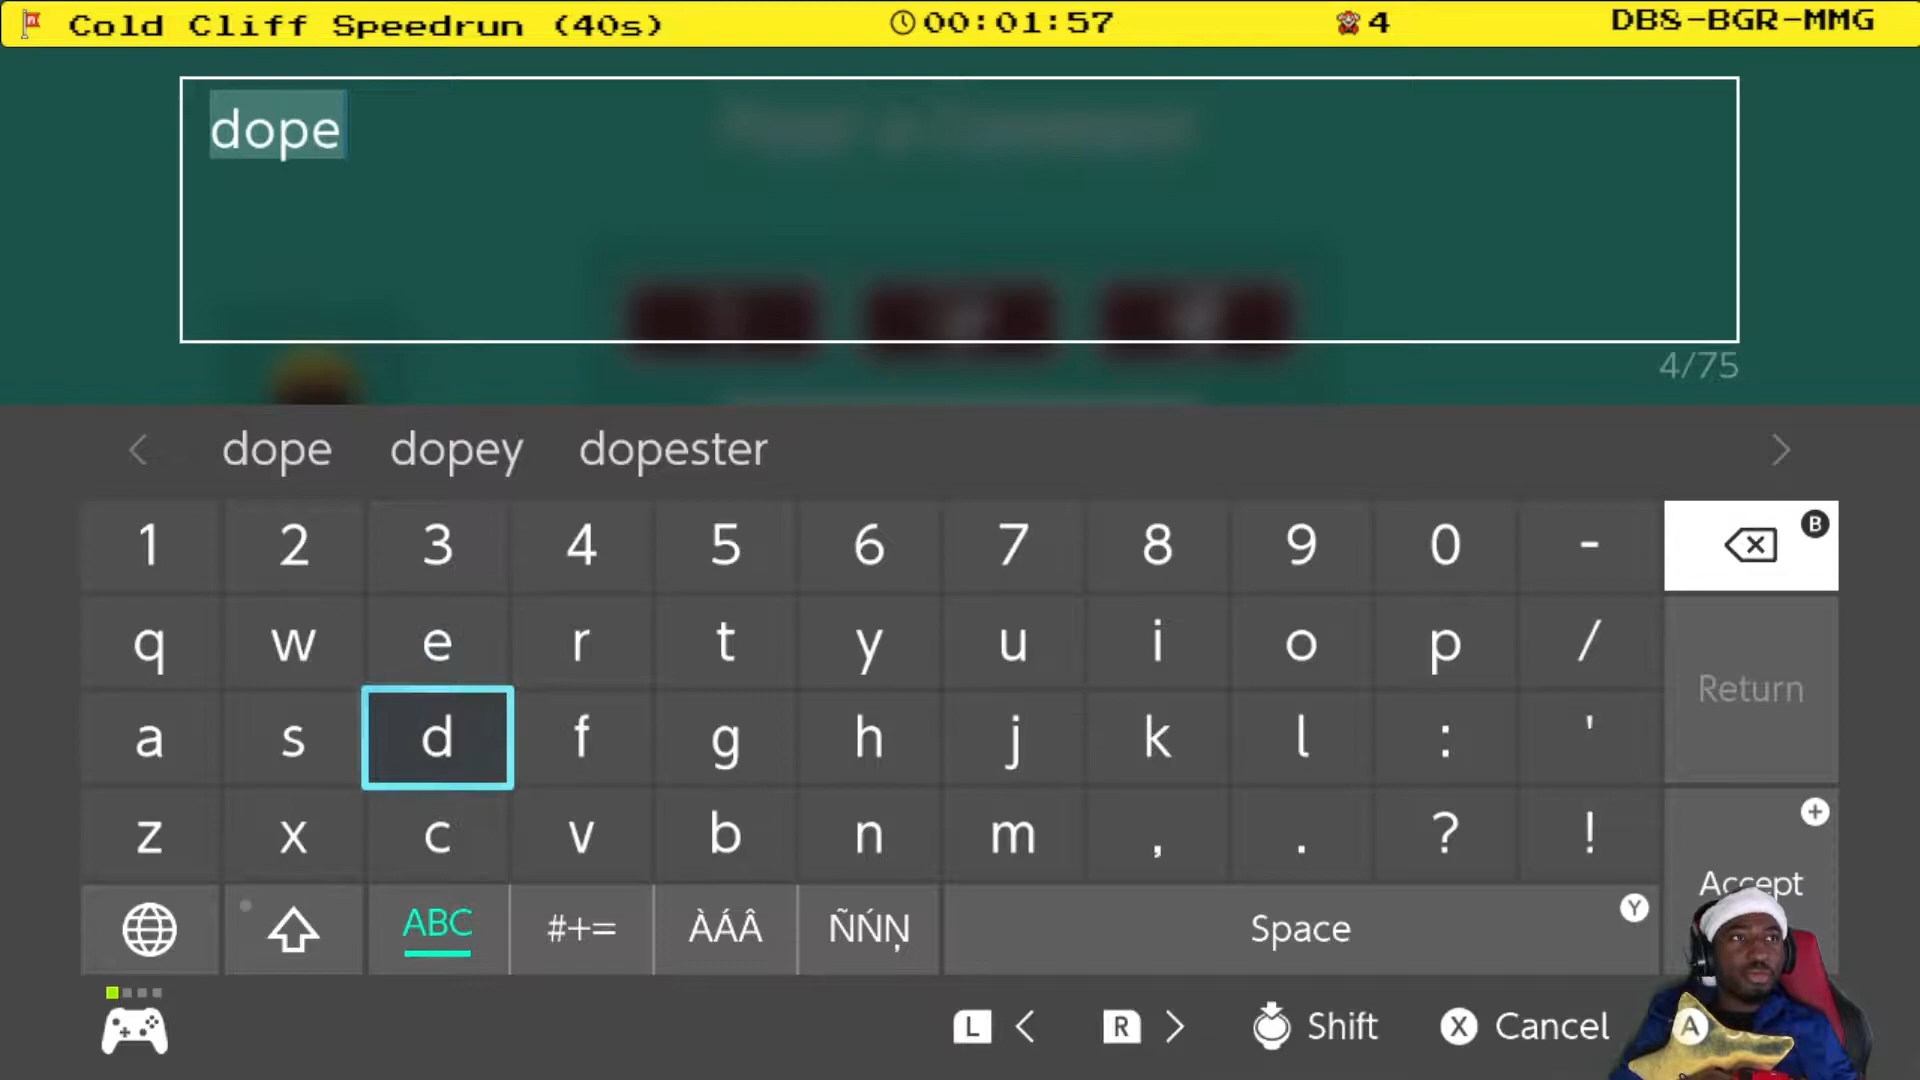 Cold Cliff Speedrun (40s) 00:01:57 4 DB8-BGR-MMG
dope
4/75
dope dopey dopester
1 2 3 4 5 6 7 8 9 0 - B
q w e r t y u i o p /
Return
a s d f g h j k l : '
z x c v b n m , . ? ! +
Accept
ABC #+= ÀÁÂ ÑŃŅ Space Y
L < R > Shift X Cancel A